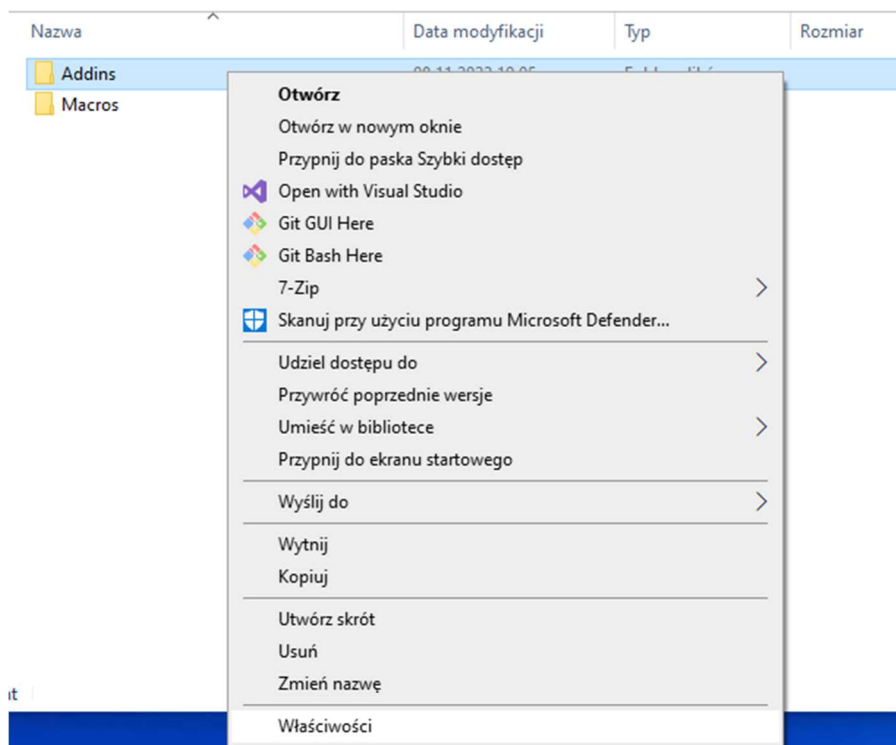 Nazwa Data modyfikacji Typ Rozmiar
Addins
Macros
Otwórz
Otwórz w nowym oknie
Przypnij do paska Szybki dostęp
Open with Visual Studio
Git GUI Here
Git Bash Here
7-Zip
Skanuj przy użyciu programu Microsoft Defender...
Udziel dostępu do
Przywróć poprzednie wersje
Umieść w bibliotece
Przypnij do ekranu startowego
Wyślij do
Wytnij
Kopiuj
Utwórz skrót
Usuń
Zmień nazwę
Właściwości